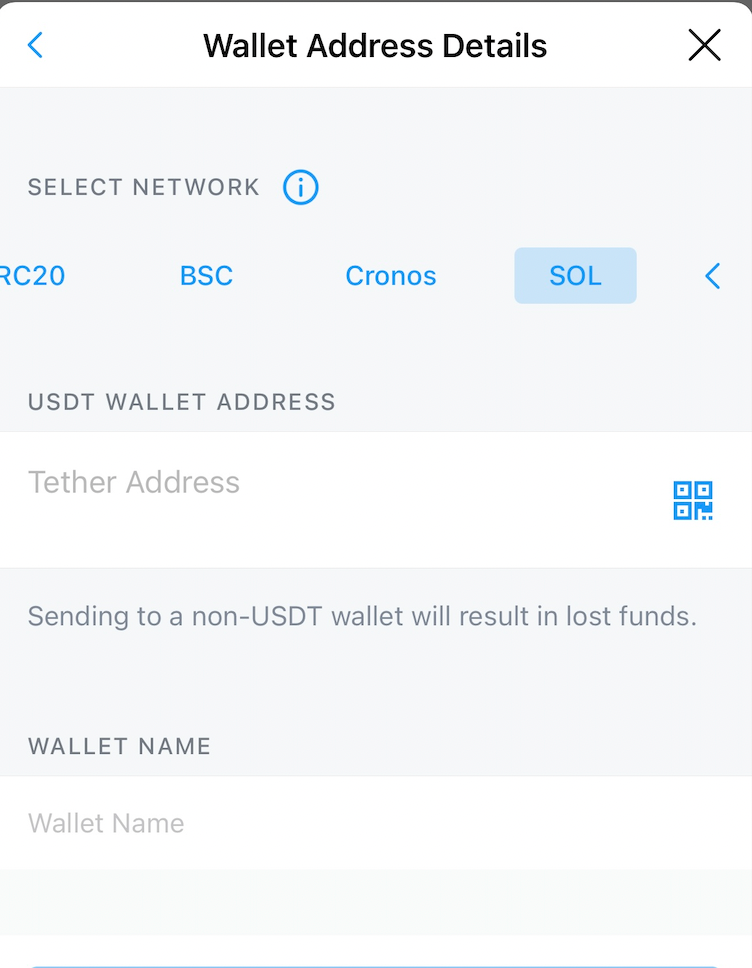 Wallet Address Details
SELECT NETWORK
RC20 BSC Cronos SOL
USDT WALLET ADDRESS
Tether Address
Sending to a non-USDT wallet will result in lost funds.
WALLET NAME
Wallet Name